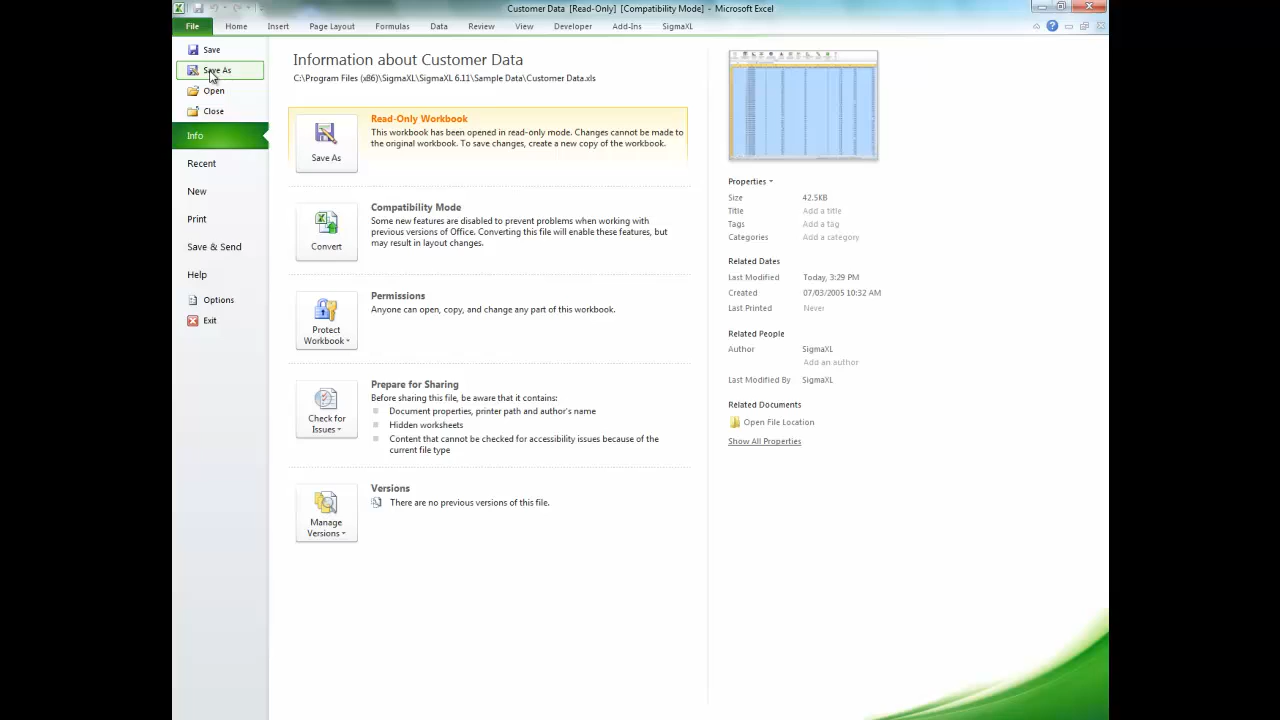 Customer Data  [Read-Only]  [Compatibility Mode]  -  Microsoft Excel
File Home Insert Page Layout Formulas Data Review View Developer Add-Ins SigmaXL
Save
Save As
Open
Close
Info
Recent
New
Print
Save & Send
Help
Options
Exit
Information about Customer Data
C:\Program Files (x86)\SigmaXL\SigmaXL 6.11\Sample Data\Customer Data.xls
Save As
Read-Only Workbook
This workbook has been opened in read-only mode. Changes cannot be made to
the original workbook. To save changes, create a new copy of the workbook.
Convert
Compatibility Mode
Some new features are disabled to prevent problems when working with
previous versions of Office. Converting this file will enable these features, but
may result in layout changes.
Protect
Workbook
Permissions
Anyone can open, copy, and change any part of this workbook.
Check for
Issues
Prepare for Sharing
Before sharing this file, be aware that it contains:
Document properties, printer path and author's name
Hidden worksheets
Content that cannot be checked for accessibility issues because of the
current file type
Manage
Versions
Versions
There are no previous versions of this file.
Properties
Size 42.5KB
Title Add a title
Tags Add a tag
Categories Add a category
Related Dates
Last Modified Today, 3:29 PM
Created 07/03/2005 10:32 AM
Last Printed Never
Related People
Author SigmaXL
Add an author
Last Modified By SigmaXL
Related Documents
Open File Location
Show All Properties